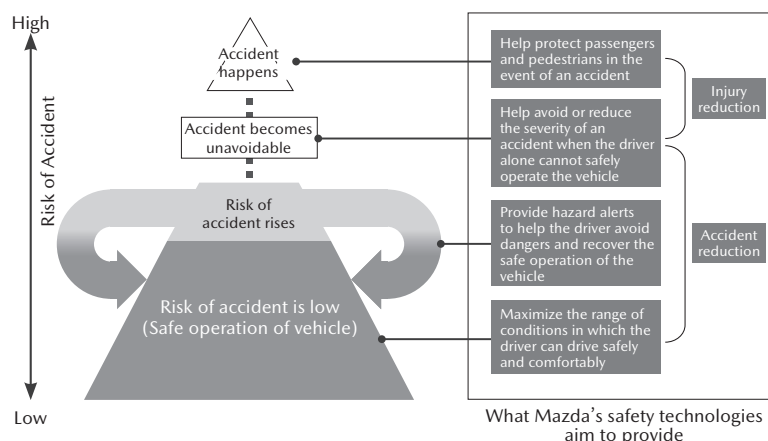 High
Risk of Accident
Low
Accident
happens
Accident becomes
unavoidable
Risk of
accident rises
Risk of accident is low
(Safe operation of vehicle)
Help protect passengers
and pedestrians in the
event of an accident
Help avoid or reduce
the severity of an
accident when the driver
alone cannot safely
operate the vehicle
Provide hazard alerts
to help the driver avoid
dangers and recover the
safe operation of the
vehicle
Maximize the range of
conditions in which the
driver can drive safely
and comfortably
Injury
reduction
Accident
reduction
What Mazda’s safety technologies
aim to provide